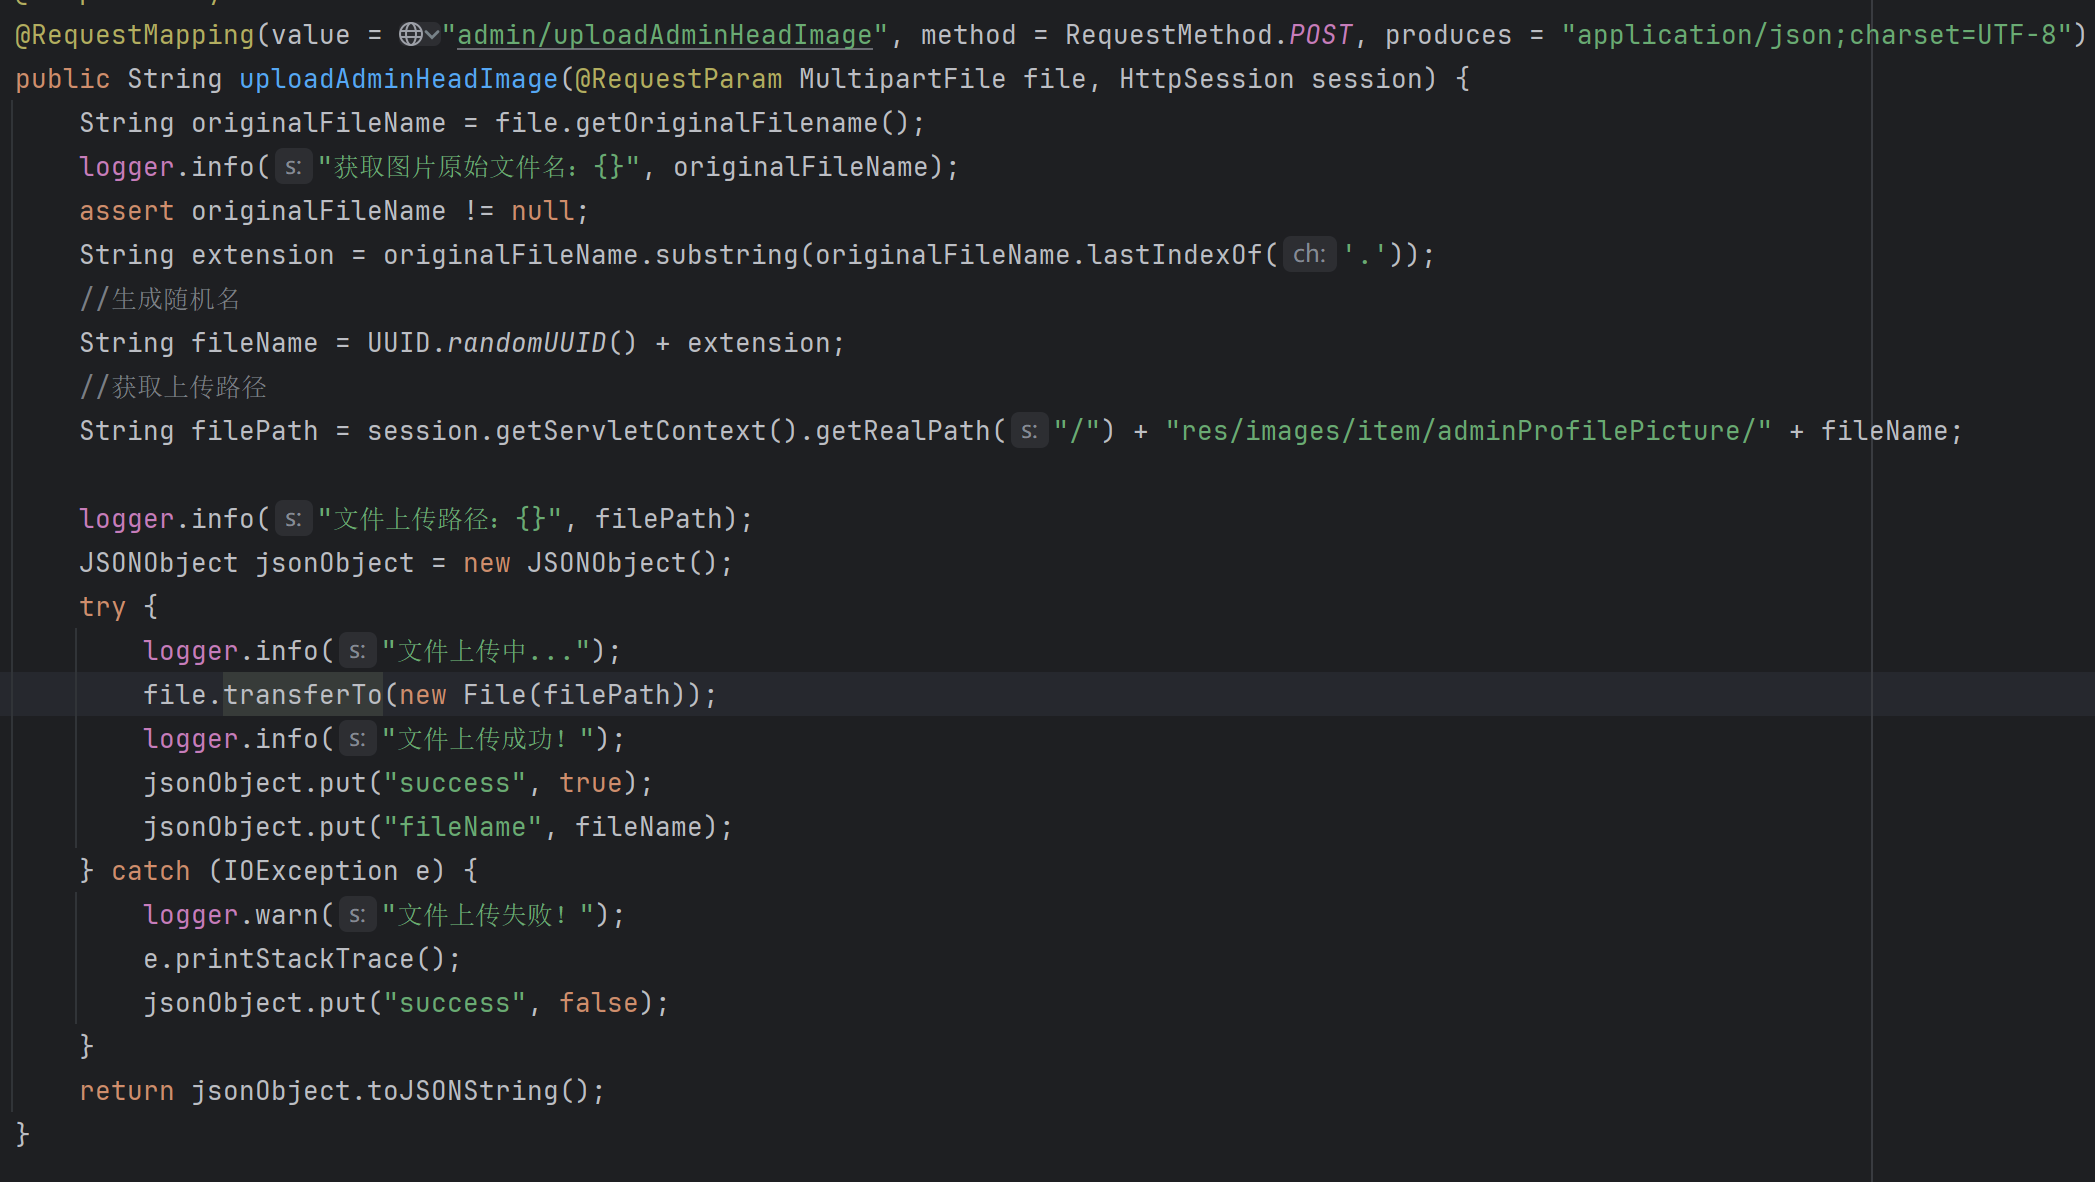 @RequestMapping(value = "admin/uploadAdminHeadImage", method = RequestMethod.POST, produces = "application/json;charset=UTF-8")
public String uploadAdminHeadImage(@RequestParam MultipartFile file, HttpSession session) {
    String originalFileName = file.getOriginalFilename();
    logger.info( s: "获取图片原始文件名：{}", originalFileName);
    assert originalFileName != null;
    String extension = originalFileName.substring(originalFileName.lastIndexOf( ch: '.'));
    //生成随机名
    String fileName = UUID.randomUUID() + extension;
    //获取上传路径
    String filePath = session.getServletContext().getRealPath( s: "/") + "res/images/item/adminProfilePicture/" + fileName;
    logger.info( s: "文件上传路径：{}", filePath);
    JSONObject jsonObject = new JSONObject();
    try {
        logger.info( s: "文件上传中...");
        file.transferTo(new File(filePath));
        logger.info( s: "文件上传成功！");
        jsonObject.put("success", true);
        jsonObject.put("fileName", fileName);
    } catch (IOException e) {
        logger.warn( s: "文件上传失败！");
        e.printStackTrace();
        jsonObject.put("success", false);
    }
    return jsonObject.toJSONString();
}